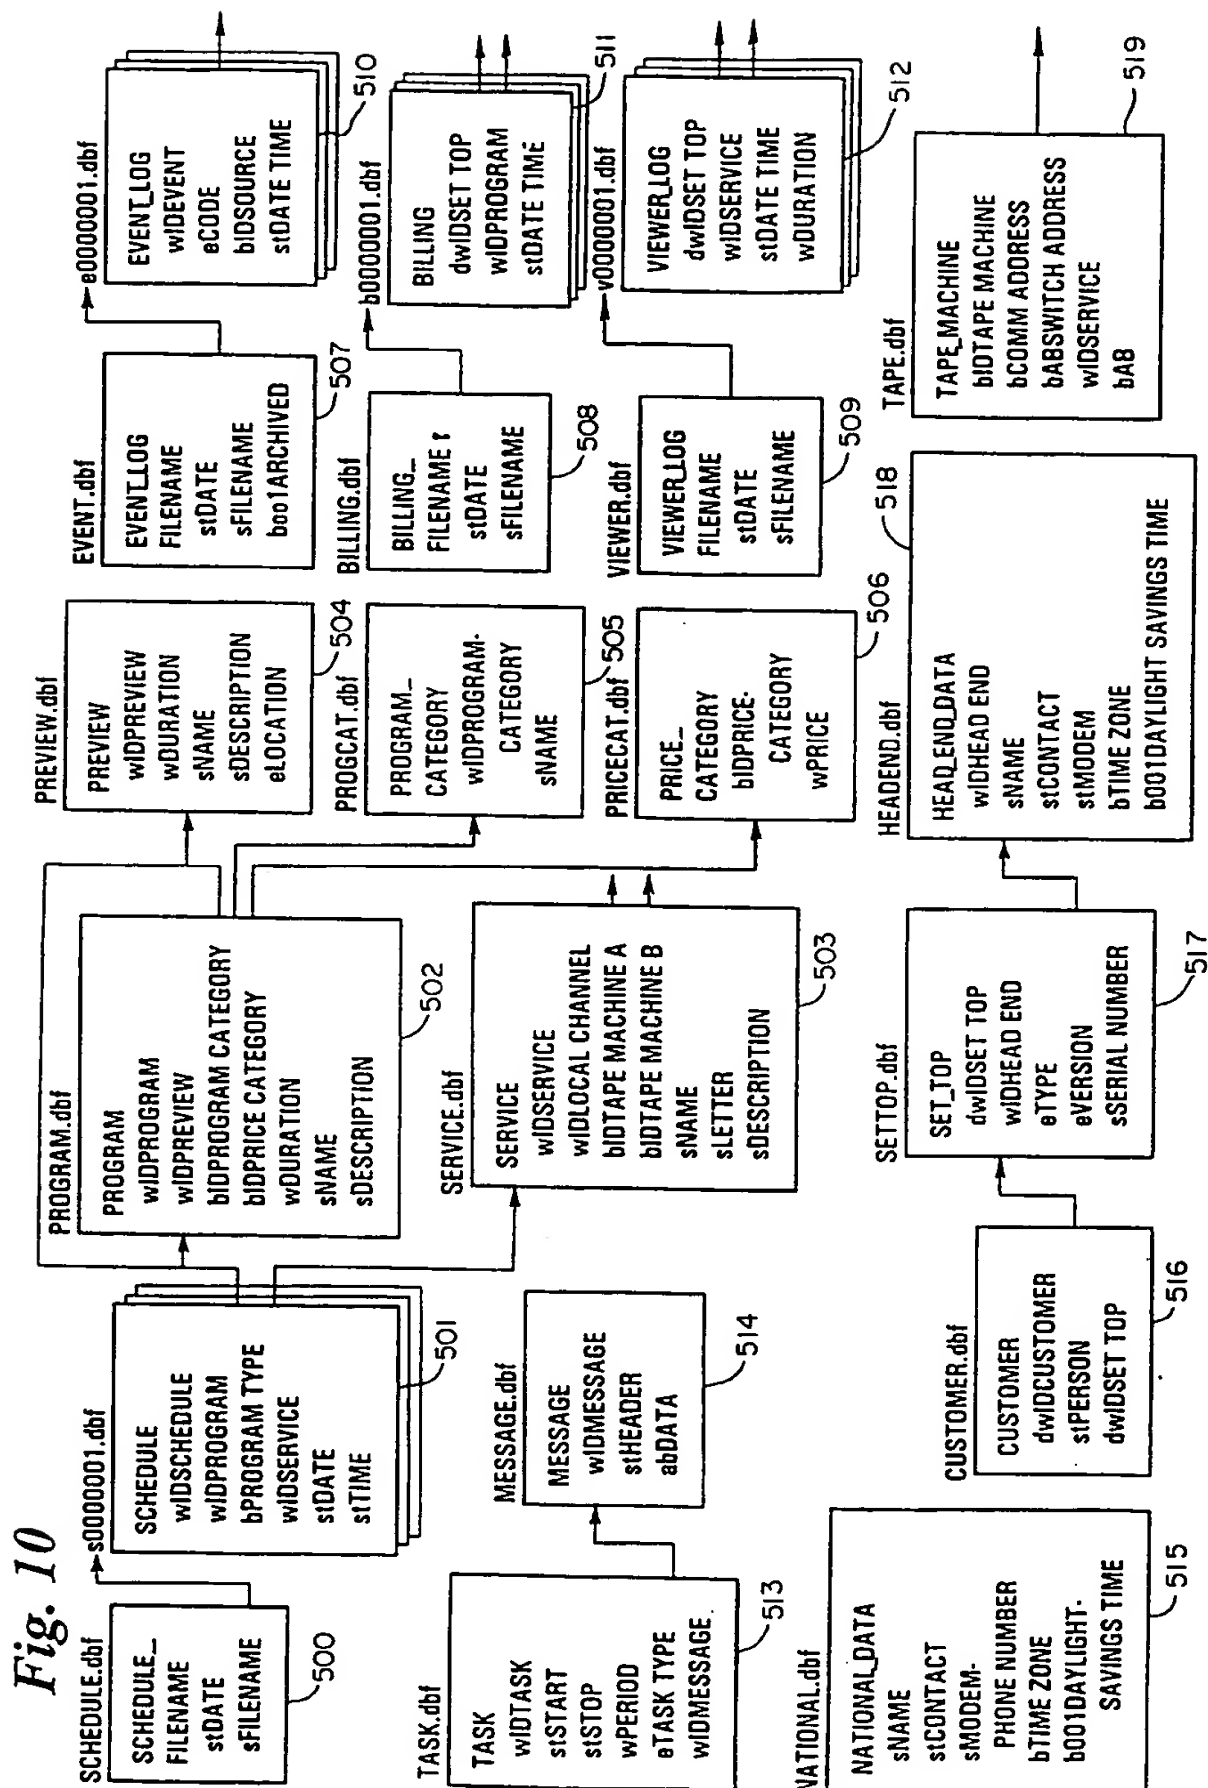 Fig. 10
SCHEDULE.dbf
SCHEDULE_
FILENAME
stDATE
sFILENAME
500
s0000001.dbf
SCHEDULE
wIDSCHEDULE
wIDPROGRAM
bPROGRAM TYPE
wIDSERVICE
stDATE
stTIME
501
PROGRAM.dbf
PROGRAM
wIDPROGRAM
wIDPREVIEW
bIDPROGRAM CATEGORY
bIDPRICE CATEGORY
wDURATION
sNAME
sDESCRIPTION
502
PREVIEW.dbf
PREVIEW
wIDPREVIEW
wDURATION
sNAME
sDESCRIPTION
eLOCATION
504
EVENT.dbf
EVENT_LOG
FILENAME
stDATE
sFILENAME
boo1ARCHIVED
507
e0000001.dbf
EVENT_LOG
wIDEVENT
eCODE
bIDSOURCE
stDATE TIME
510
PROGCAT.dbf
PROGRAM_
CATEGORY
wIDPROGRAM-
CATEGORY
sNAME
505
BILLING.dbf
BILLING_
FILENAME
stDATE
sFILENAME
508
b0000001.dbf
BILLING
dwIDSET TOP
wIDPROGRAM
stDATE TIME
511
SERVICE.dbf
SERVICE
wIDSERVICE
wIDLOCAL CHANNEL
bIDTAPE MACHINE A
bIDTAPE MACHINE B
sNAME
sLETTER
sDESCRIPTION
503
PRICECAT.dbf
PRICE_
CATEGORY
bIDPRICE-
CATEGORY
wPRICE
506
VIEWER.dbf
VIEWER_LOG
FILENAME
stDATE
sFILENAME
509
v0000001.dbf
VIEWER_LOG
dwIDSET TOP
wIDSERVICE
stDATE TIME
wDURATION
512
TASK.dbf
TASK
wIDTASK
stSTART
stSTOP
wPERIOD
eTASK TYPE
wIDMESSAGE
513
MESSAGE.dbf
MESSAGE
wIDMESSAGE
stHEADER
abDATA
514
NATIONAL.dbf
NATIONAL_DATA
sNAME
stCONTACT
sMODEM-
PHONE NUMBER
bTIME ZONE
b001DAYLIGHT-
SAVINGS TIME
515
CUSTOMER.dbf
CUSTOMER
dwIDCUSTOMER
stPERSON
dwIDSET TOP
516
SETTOP.dbf
SET_TOP
dwIDSET TOP
wIDHEAD END
eTYPE
eVERSION
sSERIAL NUMBER
517
HEADEND.dbf
HEAD_END_DATA
wIDHEAD END
sNAME
stCONTACT
stMODEM
bTIME ZONE
b001DAYLIGHT SAVINGS TIME
518
TAPE.dbf
TAPE_MACHINE
bIDTAPE MACHINE
bCOMM ADDRESS
bABSWITCH ADDRESS
wIDSERVICE
bAB
519